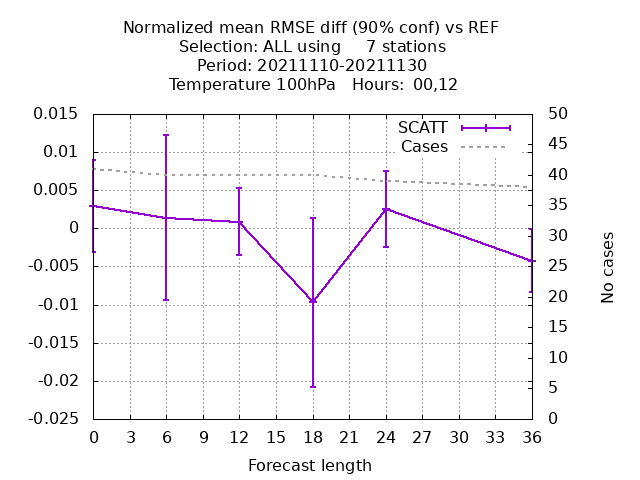 Normalized mean RMSE diff (90% conf) vs REF
Selection: ALL using 7 stations
Period: 20211110-20211130
Temperature 100hPa Hours: 00,12
SCATT
Cases
0.015
0.01
0.005
0
-0.005
-0.01
-0.015
-0.02
-0.025
50
45
40
35
30
25
20
15
10
5
0
No cases
0 3 6 9 12 15 18 21 24 27 30 33 36
Forecast length